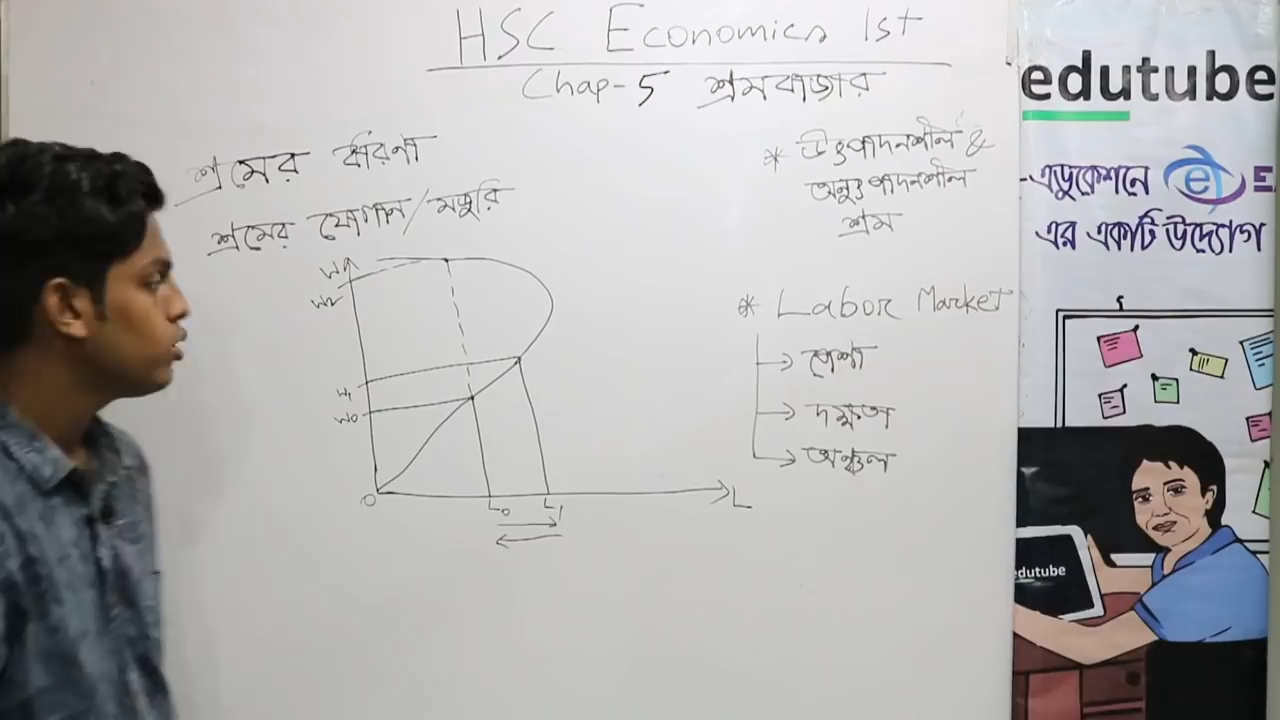 HSC Economics 1st
Chap-5 শ্রমবাজার
শ্রমের ধারণা
শ্রমের যোগান/মজুরি
W
W2
W1
W0
O
L0 L1
L
* উৎপাদনশীল &
অনুৎপাদনশীল
শ্রম
* Labor Market
→ পেশা
→ দক্ষতা
→ অঞ্চল
edutube
এডুকেশনে e E
এর একটি উদ্যোগ
edutube